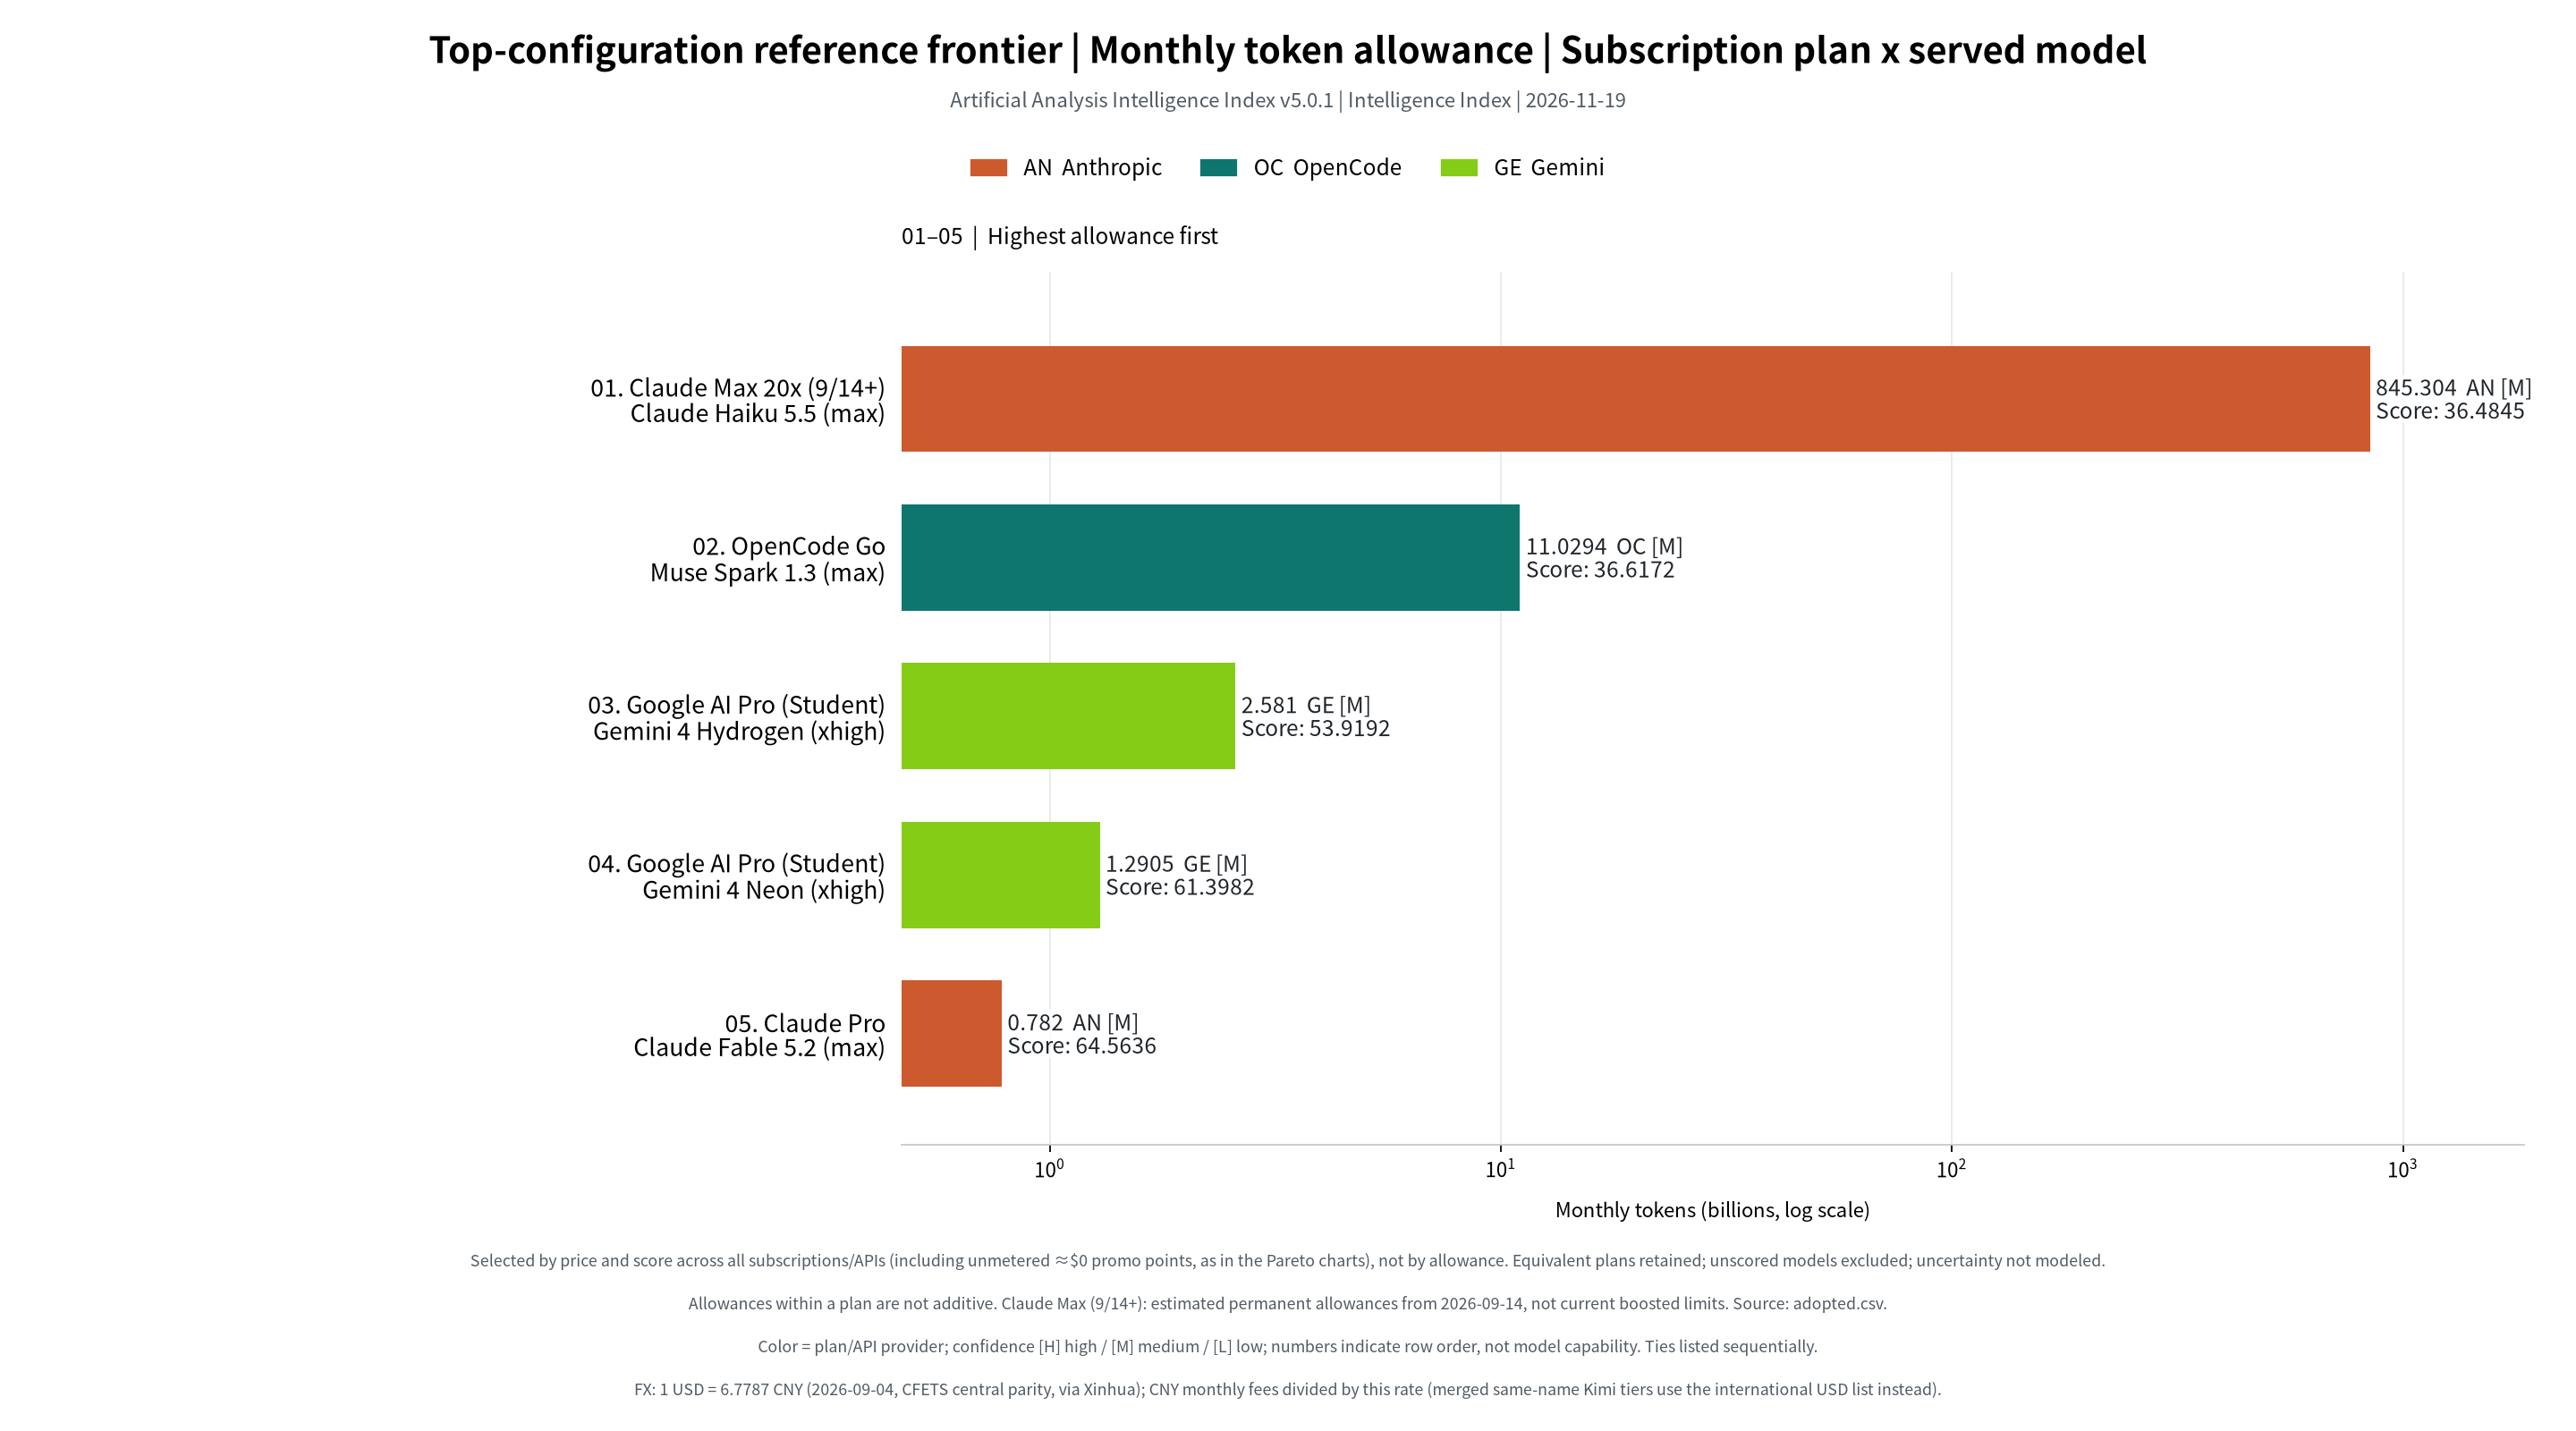 Top-configuration reference frontier | Monthly token allowance | Subscription plan x served model
Artificial Analysis Intelligence Index v5.0.1 | Intelligence Index | 2026-11-19
AN Anthropic OC OpenCode GE Gemini
01–05 | Highest allowance first
01. Claude Max 20x (9/14+)
Claude Haiku 5.5 (max)
845.304 AN [M]
Score: 36.4845
02. OpenCode Go
Muse Spark 1.3 (max)
11.0294 OC [M]
Score: 36.6172
03. Google AI Pro (Student)
Gemini 4 Hydrogen (xhigh)
2.581 GE [M]
Score: 53.9192
04. Google AI Pro (Student)
Gemini 4 Neon (xhigh)
1.2905 GE [M]
Score: 61.3982
05. Claude Pro
Claude Fable 5.2 (max)
0.782 AN [M]
Score: 64.5636
10⁰ 10¹ 10² 10³
Monthly tokens (billions, log scale)
Selected by price and score across all subscriptions/APIs (including unmetered ≈$0 promo points, as in the Pareto charts), not by allowance. Equivalent plans retained; unscored models excluded; uncertainty not modeled.
Allowances within a plan are not additive. Claude Max (9/14+): estimated permanent allowances from 2026-09-14, not current boosted limits. Source: adopted.csv.
Color = plan/API provider; confidence [H] high / [M] medium / [L] low; numbers indicate row order, not model capability. Ties listed sequentially.
FX: 1 USD = 6.7787 CNY (2026-09-04, CFETS central parity, via Xinhua); CNY monthly fees divided by this rate (merged same-name Kimi tiers use the international USD list instead).